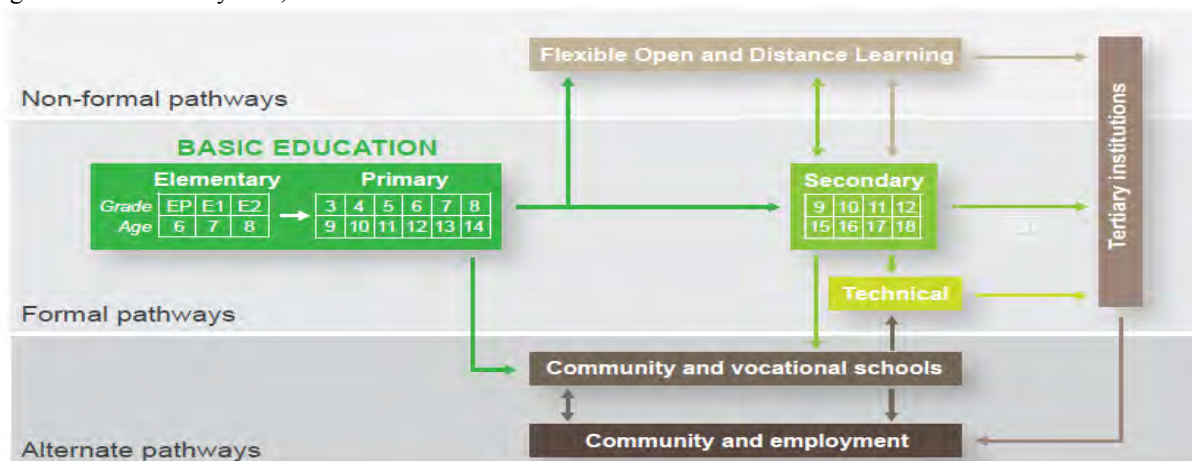 Flexible Open and Distance Learning
Non-formal pathways
Tertiary institutions
BASIC EDUCATION
Elementary Primary
Grade EP E1 E2 3 4 5 6 7 8
Age 6 7 8 9 10 11 12 13 14
Secondary
9 10 11 12
15 16 17 18
Technical
Formal pathways
Community and vocational schools
Community and employment
Alternate pathways